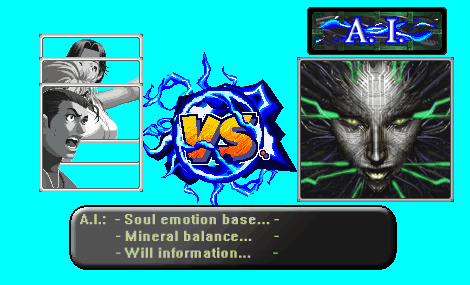 A. I.
VS.
A.I.: - Soul emotion base... -
- Mineral balance... -
- Will information... -